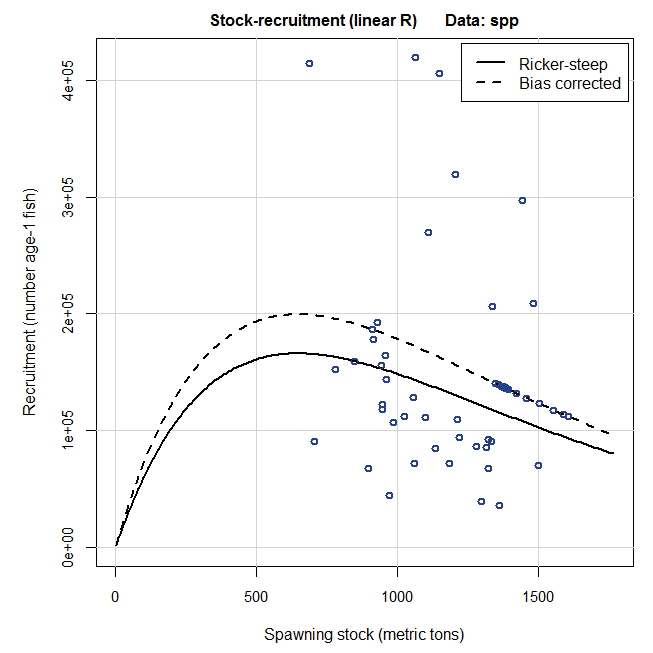 Stock-recruitment (linear R) Data: spp
Ricker-steep
Bias corrected
4e+05
3e+05
2e+05
1e+05
0e+00
Recruitment (number age-1 fish)
0 500 1000 1500
Spawning stock (metric tons)